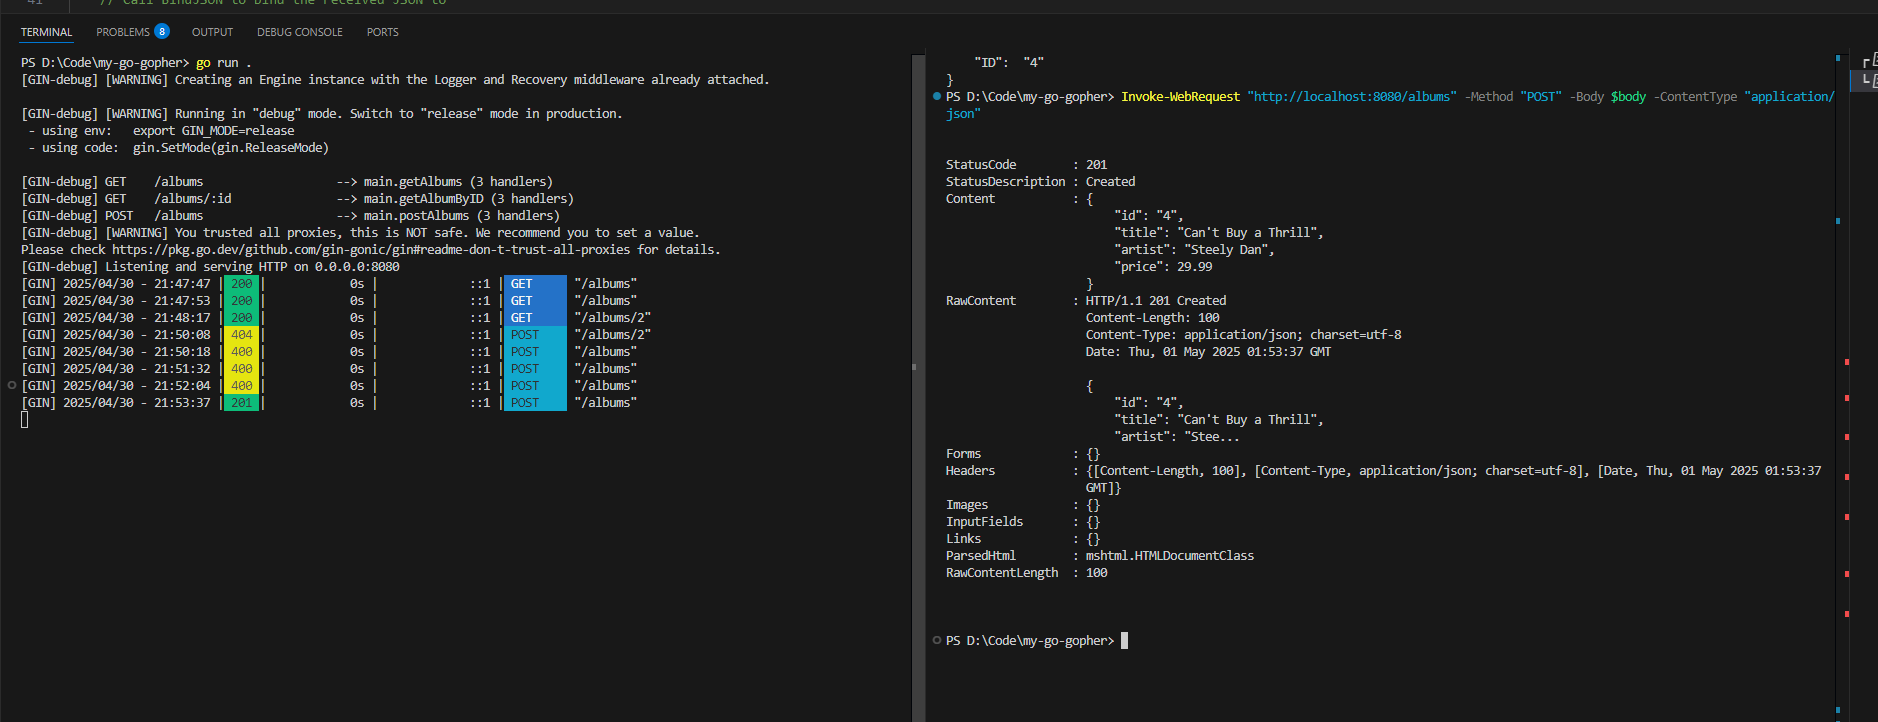 41 // Call BindJSON to bind the received JSON to
TERMINAL PROBLEMS 8 OUTPUT DEBUG CONSOLE PORTS
PS D:\Code\my-go-gopher> go run .
[GIN-debug] [WARNING] Creating an Engine instance with the Logger and Recovery middleware already attached.
[GIN-debug] [WARNING] Running in "debug" mode. Switch to "release" mode in production.
- using env: export GIN_MODE=release
- using code: gin.SetMode(gin.ReleaseMode)
[GIN-debug] GET /albums --> main.getAlbums (3 handlers)
[GIN-debug] GET /albums/:id --> main.getAlbumByID (3 handlers)
[GIN-debug] POST /albums --> main.postAlbums (3 handlers)
[GIN-debug] [WARNING] You trusted all proxies, this is NOT safe. We recommend you to set a value.
Please check https://pkg.go.dev/github.com/gin-gonic/gin#readme-don-t-trust-all-proxies for details.
[GIN-debug] Listening and serving HTTP on 0.0.0.0:8080
[GIN] 2025/04/30 - 21:47:47 | 200 | 0s | ::1 | GET "/albums"
[GIN] 2025/04/30 - 21:47:53 | 200 | 0s | ::1 | GET "/albums"
[GIN] 2025/04/30 - 21:48:17 | 200 | 0s | ::1 | GET "/albums/2"
[GIN] 2025/04/30 - 21:50:08 | 404 | 0s | ::1 | POST "/albums/2"
[GIN] 2025/04/30 - 21:50:18 | 400 | 0s | ::1 | POST "/albums"
[GIN] 2025/04/30 - 21:51:32 | 400 | 0s | ::1 | POST "/albums"
[GIN] 2025/04/30 - 21:52:04 | 400 | 0s | ::1 | POST "/albums"
[GIN] 2025/04/30 - 21:53:37 | 201 | 0s | ::1 | POST "/albums"
"ID": "4"
}
PS D:\Code\my-go-gopher> Invoke-WebRequest "http://localhost:8080/albums" -Method "POST" -Body $body -ContentType "application/
json"
StatusCode : 201
StatusDescription : Created
Content : {
"id": "4",
"title": "Can't Buy a Thrill",
"artist": "Steely Dan",
"price": 29.99
}
RawContent : HTTP/1.1 201 Created
Content-Length: 100
Content-Type: application/json; charset=utf-8
Date: Thu, 01 May 2025 01:53:37 GMT
{
"id": "4",
"title": "Can't Buy a Thrill",
"artist": "Stee...
Forms : {}
Headers : {[Content-Length, 100], [Content-Type, application/json; charset=utf-8], [Date, Thu, 01 May 2025 01:53:37
GMT]}
Images : {}
InputFields : {}
Links : {}
ParsedHtml : mshtml.HTMLDocumentClass
RawContentLength : 100
PS D:\Code\my-go-gopher>